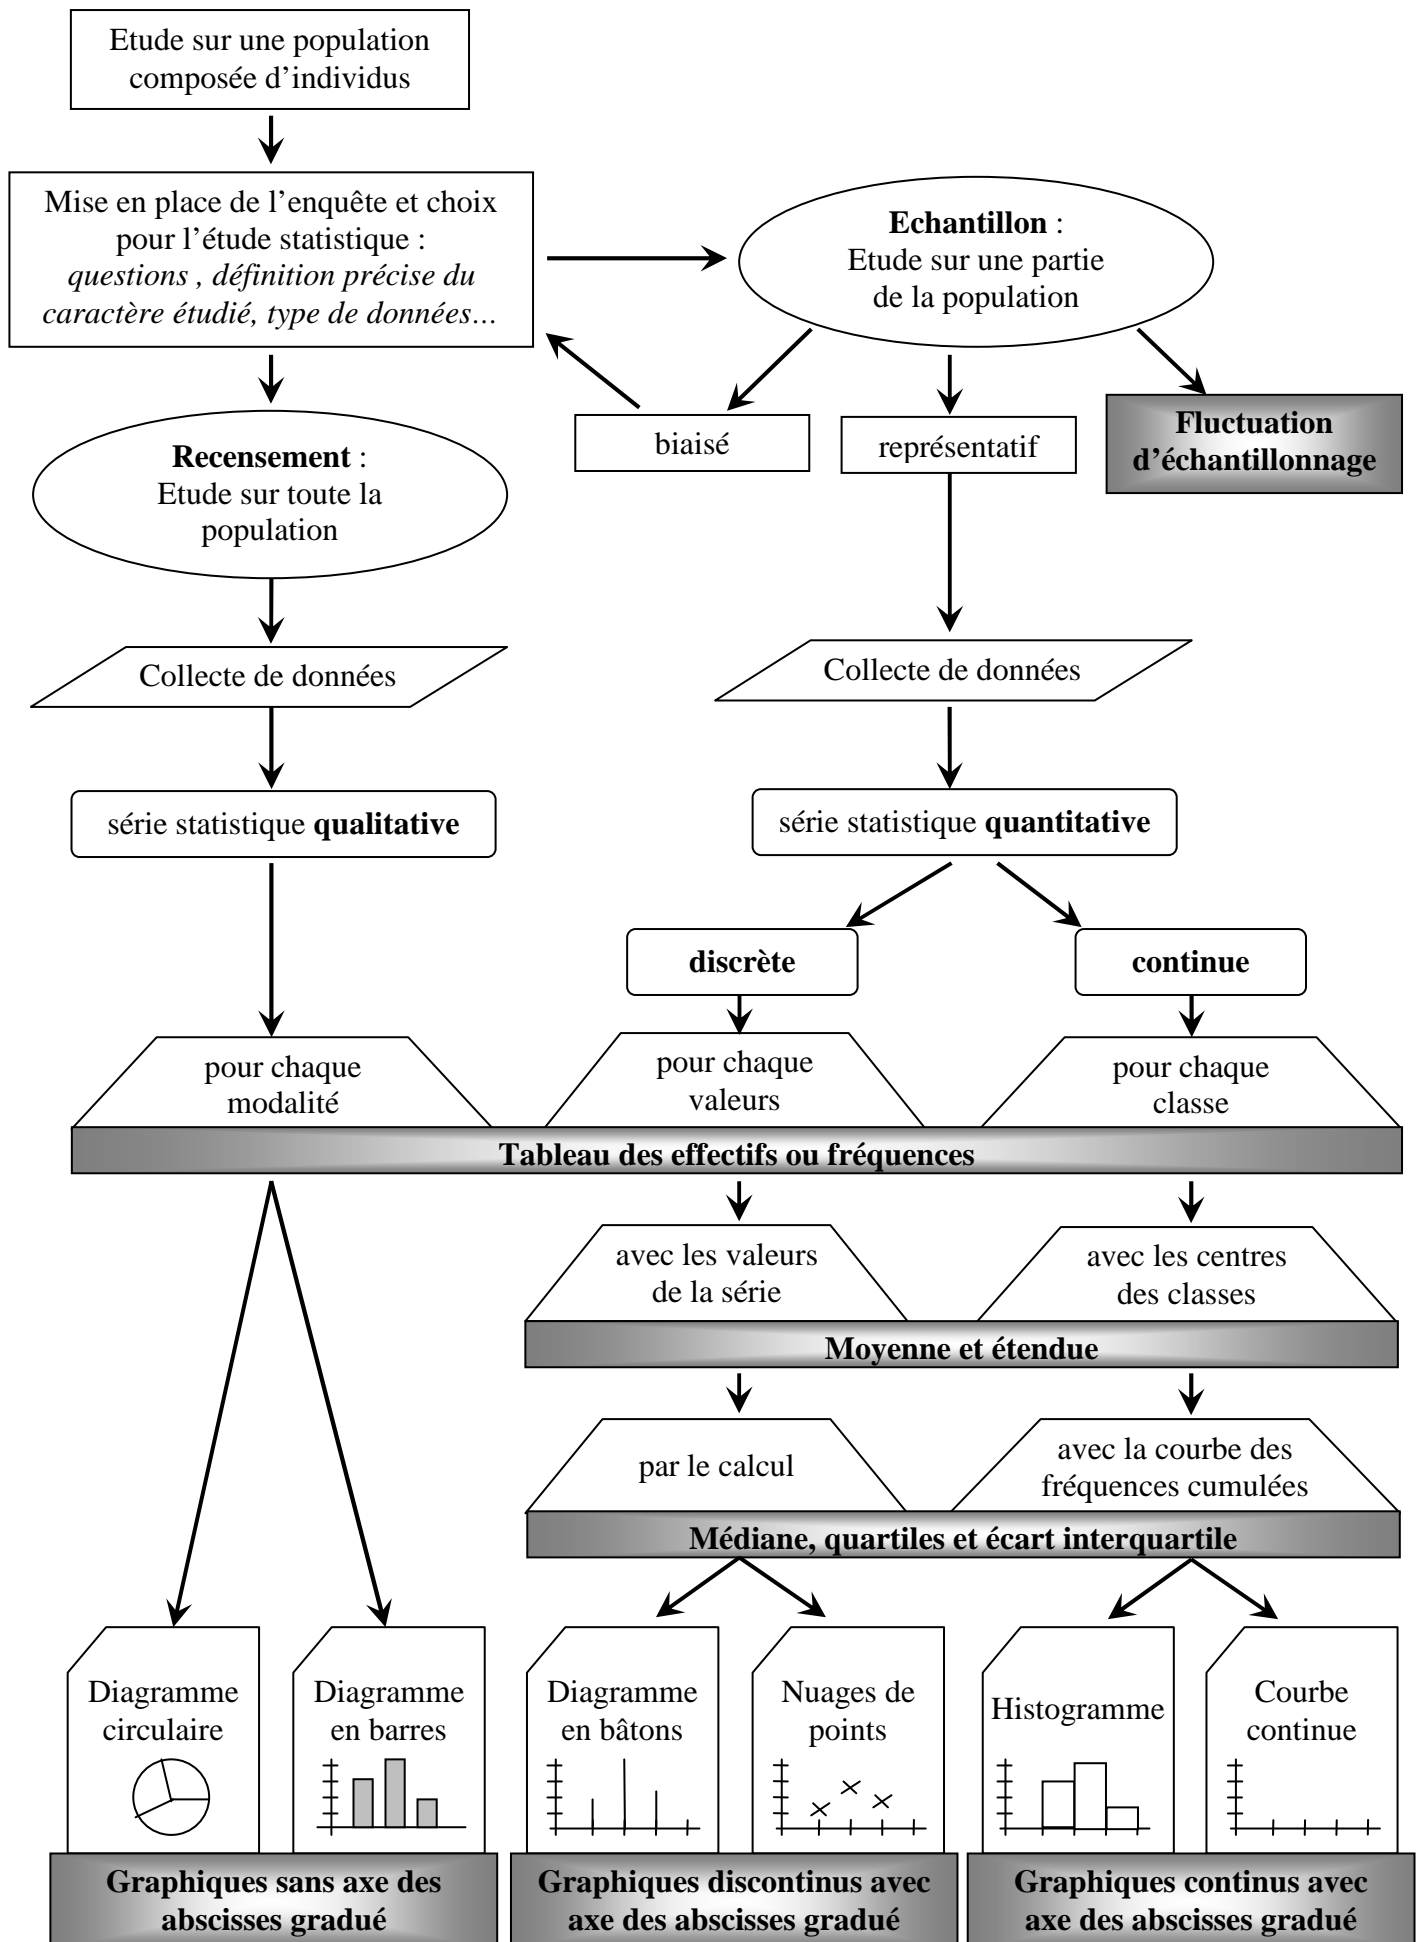 Etude sur une population
composée d’individus
Mise en place de l’enquête et choix
pour l’étude statistique :
questions , définition précise du
caractère étudié, type de données…
Echantillon :
Etude sur une partie
de la population
biaisé
représentatif
Fluctuation
d’échantillonnage
Recensement :
Etude sur toute la
population
Collecte de données
Collecte de données
série statistique qualitative
série statistique quantitative
discrète
continue
pour chaque
modalité
pour chaque
valeurs
pour chaque
classe
Tableau des effectifs ou fréquences
avec les valeurs
de la série
avec les centres
des classes
Moyenne et étendue
par le calcul
avec la courbe des
fréquences cumulées
Médiane, quartiles et écart interquartile
Diagramme
circulaire
Diagramme
en barres
Diagramme
en bâtons
Nuages de
points
Histogramme
Courbe
continue
Graphiques sans axe des
abscisses gradué
Graphiques discontinus avec
axe des abscisses gradué
Graphiques continus avec
axe des abscisses gradué